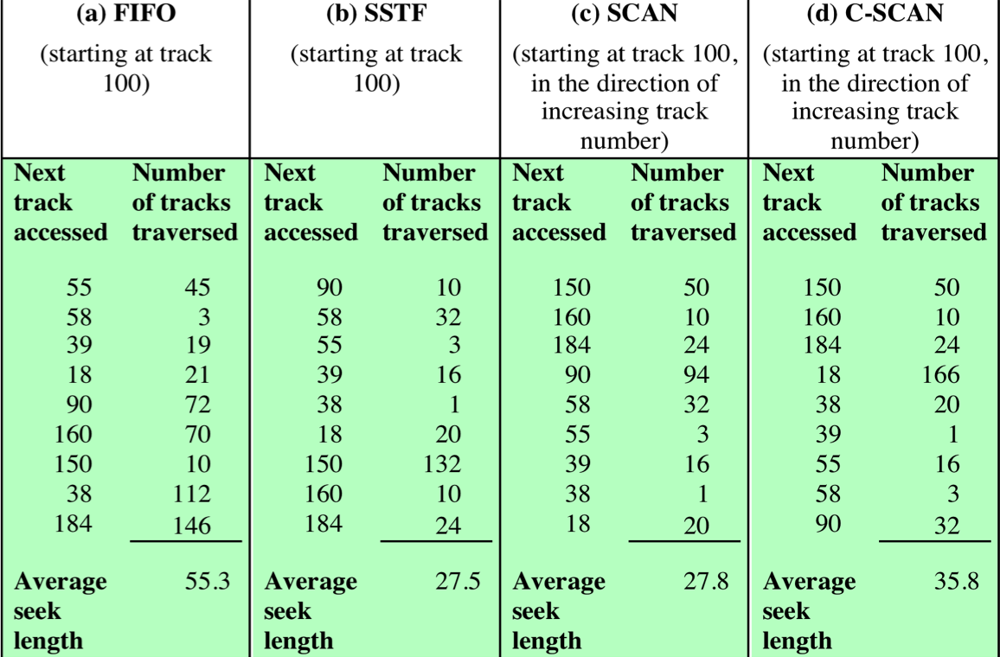 (a) FIFO (b) SSTF (c) SCAN (d) C-SCAN
(starting at track (starting at track (starting at track 100, (starting at track 100,
100) 100) in the direction of in the direction of
increasing track increasing track
number) number)
Next Number Next Number Next Number Next Number
track of tracks track of tracks track of tracks track of tracks
accessed traversed accessed traversed accessed traversed accessed traversed
55 45 90 10 150 50 150 50
58 3 58 32 160 10 160 10
39 19 55 3 184 24 184 24
18 21 39 16 90 94 18 166
90 72 38 1 58 32 38 20
160 70 18 20 55 3 39 1
150 10 150 132 39 16 55 16
38 112 160 10 38 1 58 3
184 146 184 24 18 20 90 32
Average 55.3 Average 27.5 Average 27.8 Average 35.8
seek seek seek seek
length length length length